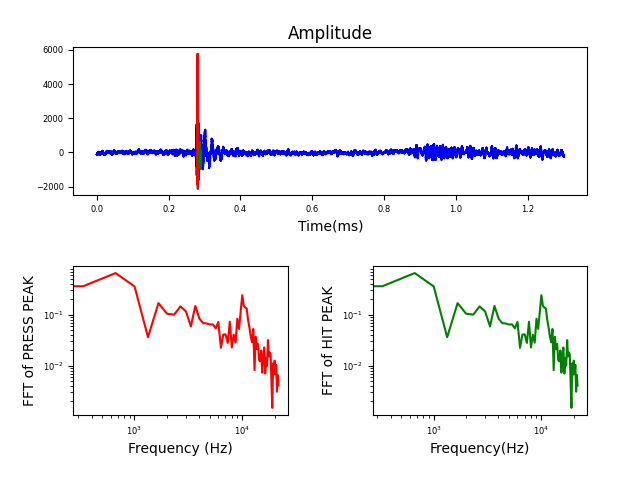 Amplitude
6000
4000
2000
0
−2000
0.0 0.2 0.4 0.6 0.8 1.0 1.2
Time(ms)
FFT of PRESS PEAK
10⁻¹
10⁻²
10³ 10⁴
Frequency (Hz)
FFT of HIT PEAK
10⁻¹
10⁻²
10³ 10⁴
Frequency(Hz)